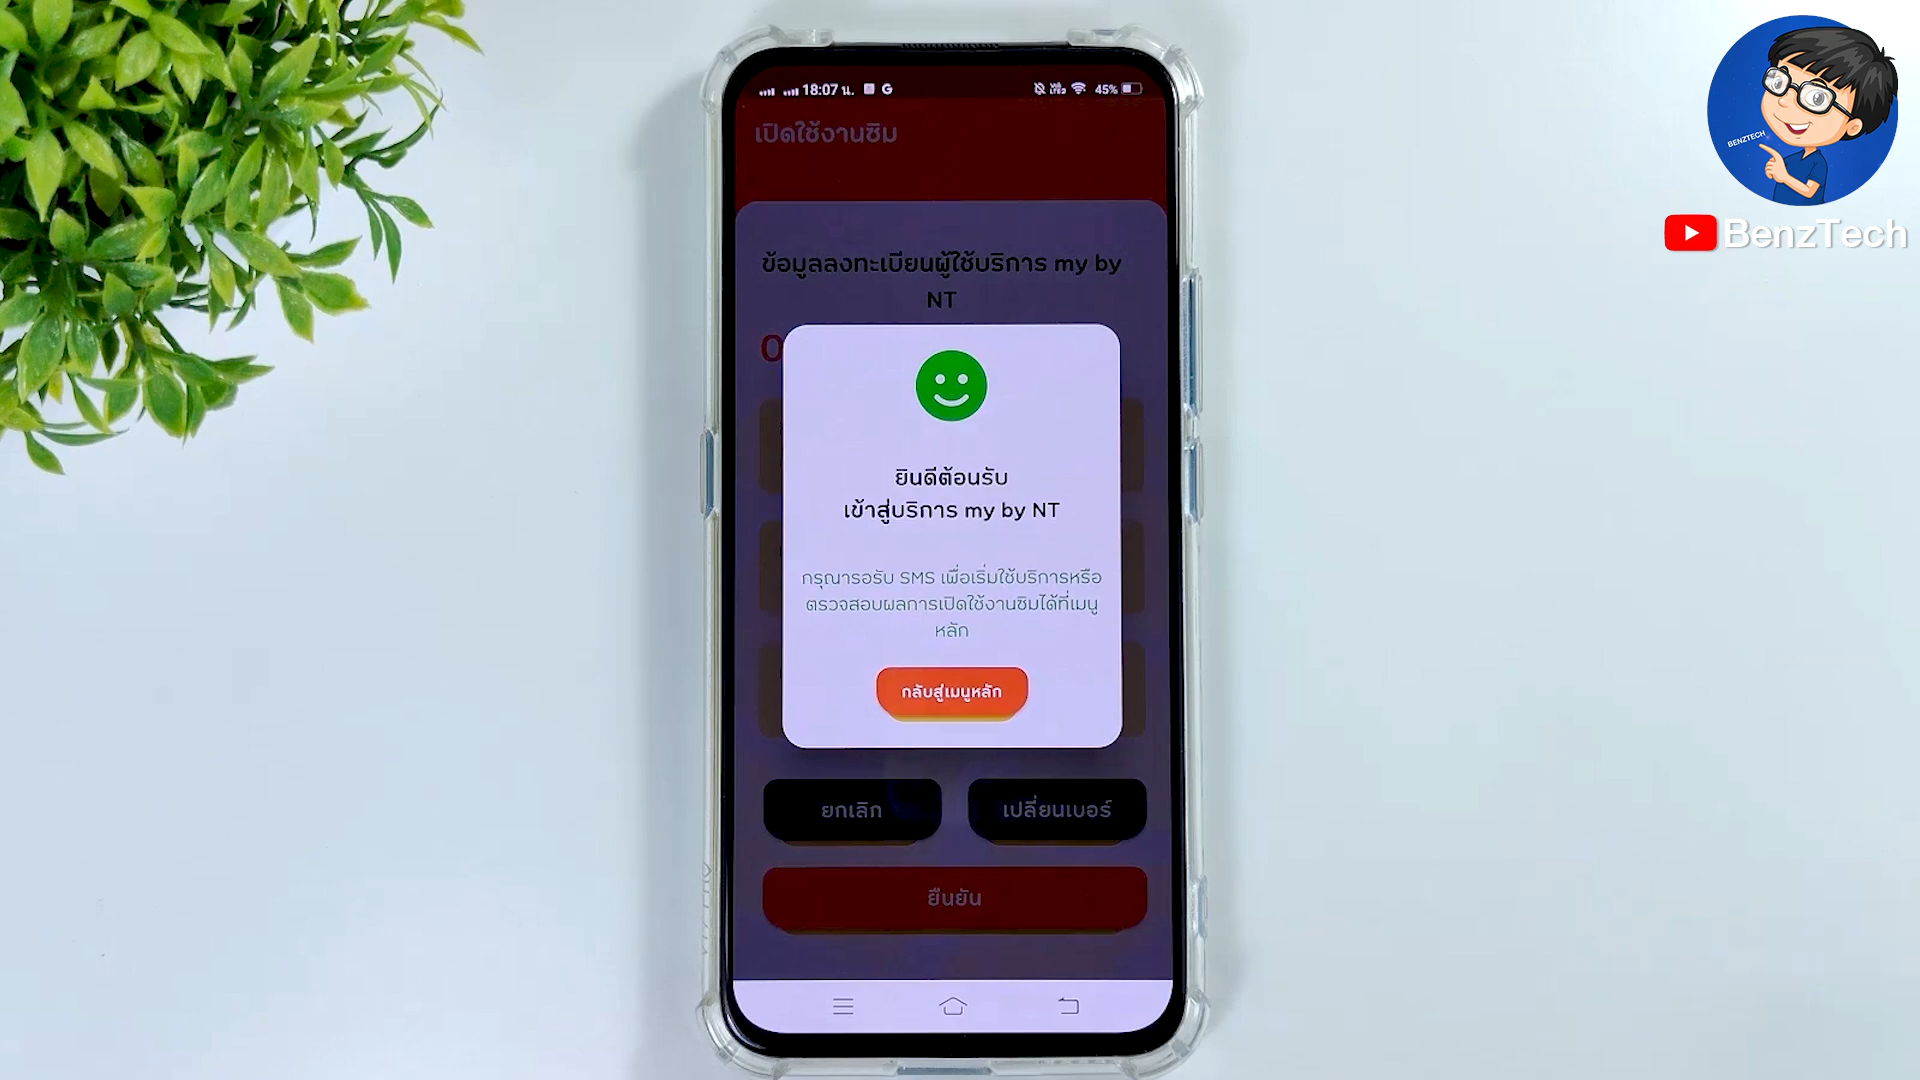 18:07 น.
G
45%
เปิดใช้งานซิม
ข้อมูลลงทะเบียนผู้ใช้บริการ my by
NT
0
ยินดีต้อนรับ
เข้าสู่บริการ my by NT
กรุณารอรับ SMS เพื่อเริ่มใช้บริการหรือ
ตรวจสอบผลการเปิดใช้งานซิมได้ที่เมนู
หลัก
กลับสู่เมนูหลัก
ยกเลิก
เปลี่ยนเบอร์
ยืนยัน
BENZTECH
BenzTech